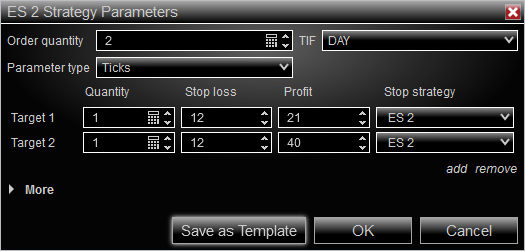 ES 2 Strategy Parameters
Order quantity 2 TIF DAY
Parameter type Ticks
Quantity Stop loss Profit Stop strategy
Target 1 1 12 21 ES 2
Target 2 1 12 40 ES 2
add remove
More
Save as Template OK Cancel